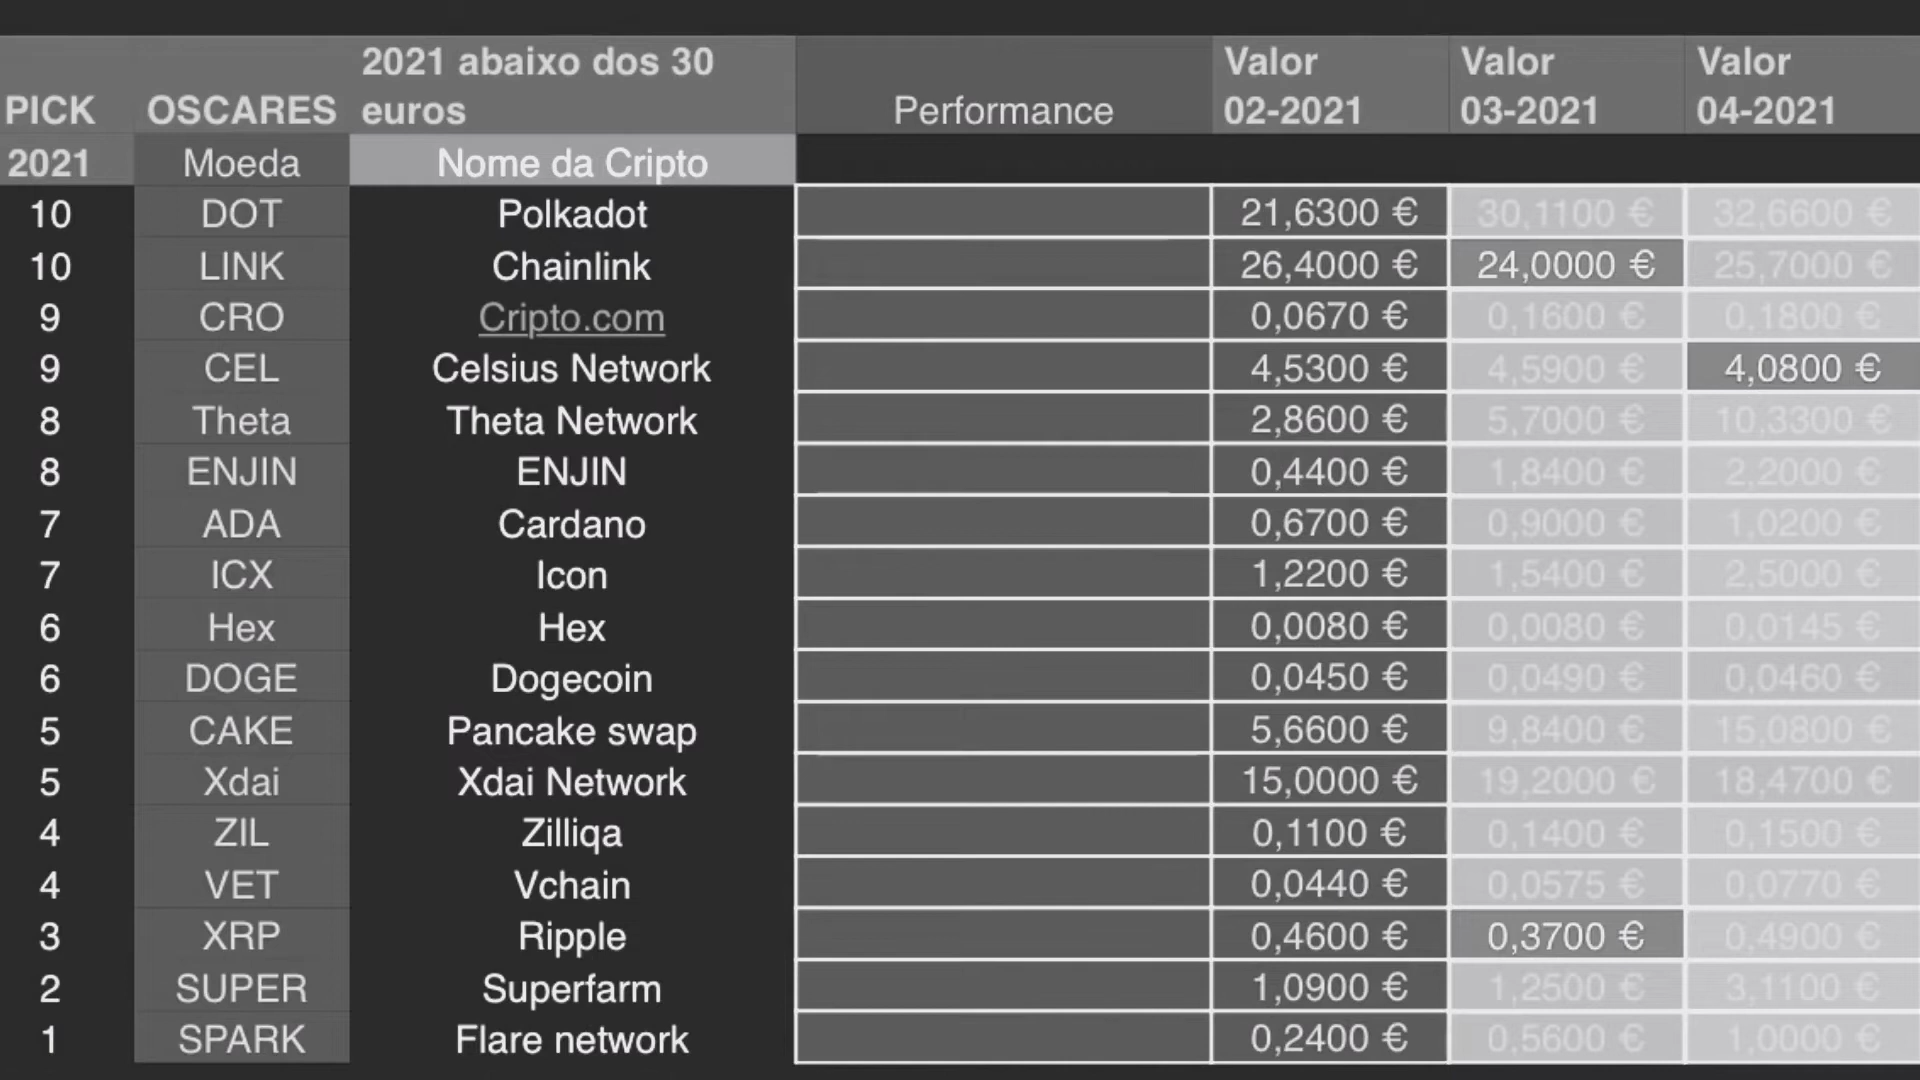 PICK OSCARES 2021 abaixo dos 30 euros Performance Valor 02-2021 Valor 03-2021 Valor 04-2021
2021 Moeda Nome da Cripto
10 DOT Polkadot 21,6300 € 30,1100 € 32,6600 €
10 LINK Chainlink 26,4000 € 24,0000 € 25,7000 €
9 CRO Cripto.com 0,0670 € 0,1600 € 0,1800 €
9 CEL Celsius Network 4,5300 € 4,5900 € 4,0800 €
8 Theta Theta Network 2,8600 € 5,7000 € 10,3300 €
8 ENJIN ENJIN 0,4400 € 1,8400 € 2,2000 €
7 ADA Cardano 0,6700 € 0,9000 € 1,0200 €
7 ICX Icon 1,2200 € 1,5400 € 2,5000 €
6 Hex Hex 0,0080 € 0,0080 € 0,0145 €
6 DOGE Dogecoin 0,0450 € 0,0490 € 0,0460 €
5 CAKE Pancake swap 5,6600 € 9,8400 € 15,0800 €
5 Xdai Xdai Network 15,0000 € 19,2000 € 18,4700 €
4 ZIL Zilliqa 0,1100 € 0,1400 € 0,1500 €
4 VET Vchain 0,0440 € 0,0575 € 0,0770 €
3 XRP Ripple 0,4600 € 0,3700 € 0,4900 €
2 SUPER Superfarm 1,0900 € 1,2500 € 3,1100 €
1 SPARK Flare network 0,2400 € 0,5600 € 1,0000 €